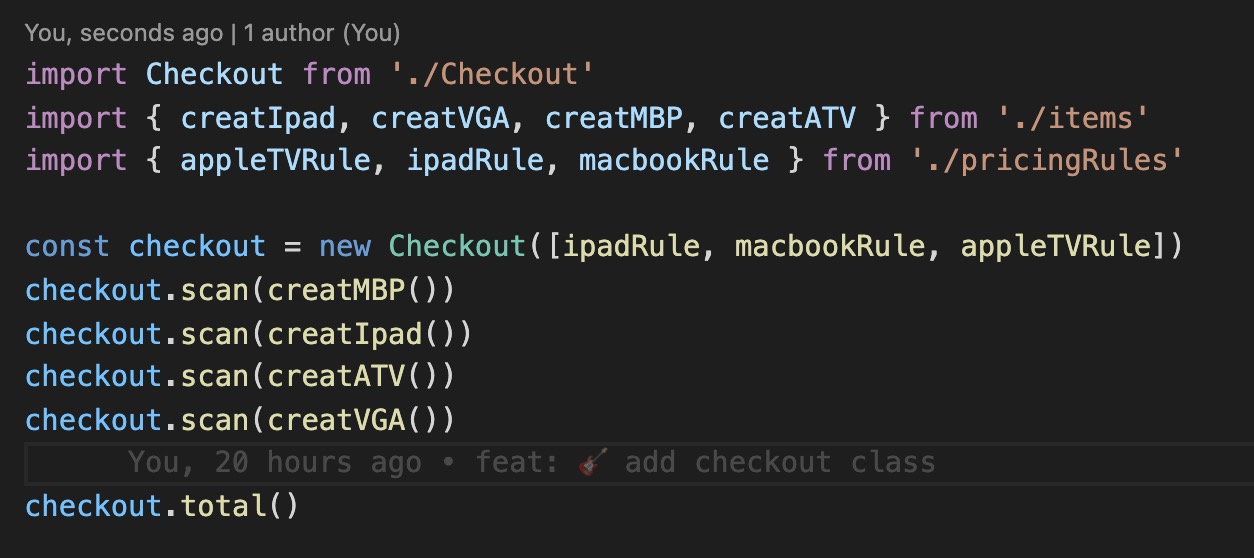 You, seconds ago | 1 author (You)
import Checkout from './Checkout'
import { creatIpad, creatVGA, creatMBP, creatATV } from './items'
import { appleTVRule, ipadRule, macbookRule } from './pricingRules'
const checkout = new Checkout([ipadRule, macbookRule, appleTVRule])
checkout.scan(creatMBP())
checkout.scan(creatIpad())
checkout.scan(creatATV())
checkout.scan(creatVGA())
You, 20 hours ago • feat: 🎸 add checkout class
checkout.total()